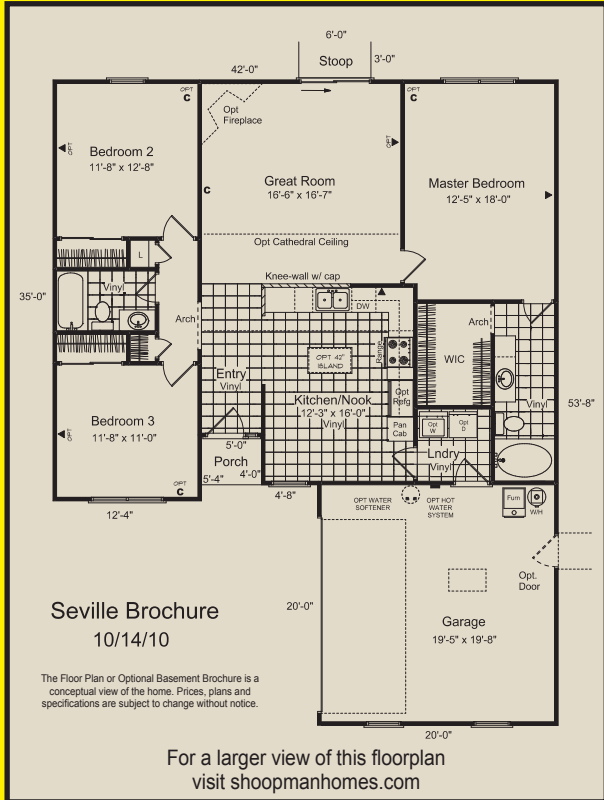 6'-0"
42'-0"
Stoop
3'-0"
OPT
C
Opt
Fireplace
OPT
C
OPT
Bedroom 2
11'-8" x 12'-8"
OPT
C
Great Room
16'-6" x 16'-7"
Master Bedroom
12'-5" x 18'-0"
Opt Cathedral Ceiling
L
Knee-wall w/ cap
Vinyl
DW
35'-0"
Arch
Arch
Range
OPT 42"
ISLAND
WIC
Entry
Vinyl
Opt
Refg
Kitchen/Nook
12'-3" x 16'-0"
Vinyl
Vinyl
53'-8"
Bedroom 3
11'-8" x 11'-0"
OPT
Pan
Cab
Opt
W
Opt
D
5'-0"
Porch
4'-0"
5'-4"
Lndry
Vinyl
OPT
C
4'-8"
12'-4"
OPT WATER
SOFTENER
OPT HOT
WATER
SYSTEM
Furn
W/H
Opt.
Door
20'-0"
Garage
19'-5" x 19'-8"
Seville Brochure
10/14/10
The Floor Plan or Optional Basement Brochure is a
conceptual view of the home. Prices, plans and
specifications are subject to change without notice.
20'-0"
For a larger view of this floorplan
visit shoopmanhomes.com